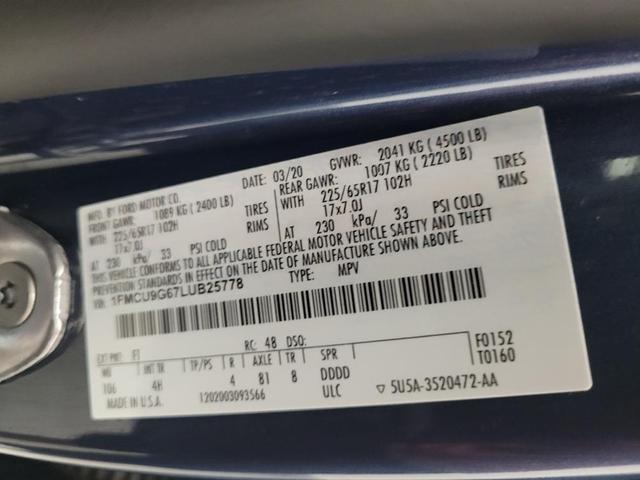 MFD. BY FORD MOTOR CO.
03/20 GVWR: 2041 KG ( 4500 LB)
FRONT GAWR: 1089 KG ( 2400 LB)
REAR GAWR: 1007 KG ( 2220 LB)
WITH 225/65R17 102H TIRES
17x7.0J RIMS
WITH 225/65R17 102H TIRES
17x7.0J RIMS
AT 230 kPa/ 33 PSI COLD
AT 230 kPa/ 33 PSI COLD
THIS VEHICLE CONFORMS TO ALL APPLICABLE FEDERAL MOTOR VEHICLE SAFETY AND THEFT
PREVENTION STANDARDS IN EFFECT ON THE DATE OF MANUFACTURE SHOWN ABOVE.
VIN: 1FMCU9G67LUB25778
TYPE: MPV
EXT PNT: FT RC: 48 DSO:
WB INT TR TP/PS R AXLE TR SPR
106 4H 4 81 8 DDDD
F0152
T0160
MADE IN U.S.A. 1202003093566 ULC
▽ 5U5A-3520472-AA